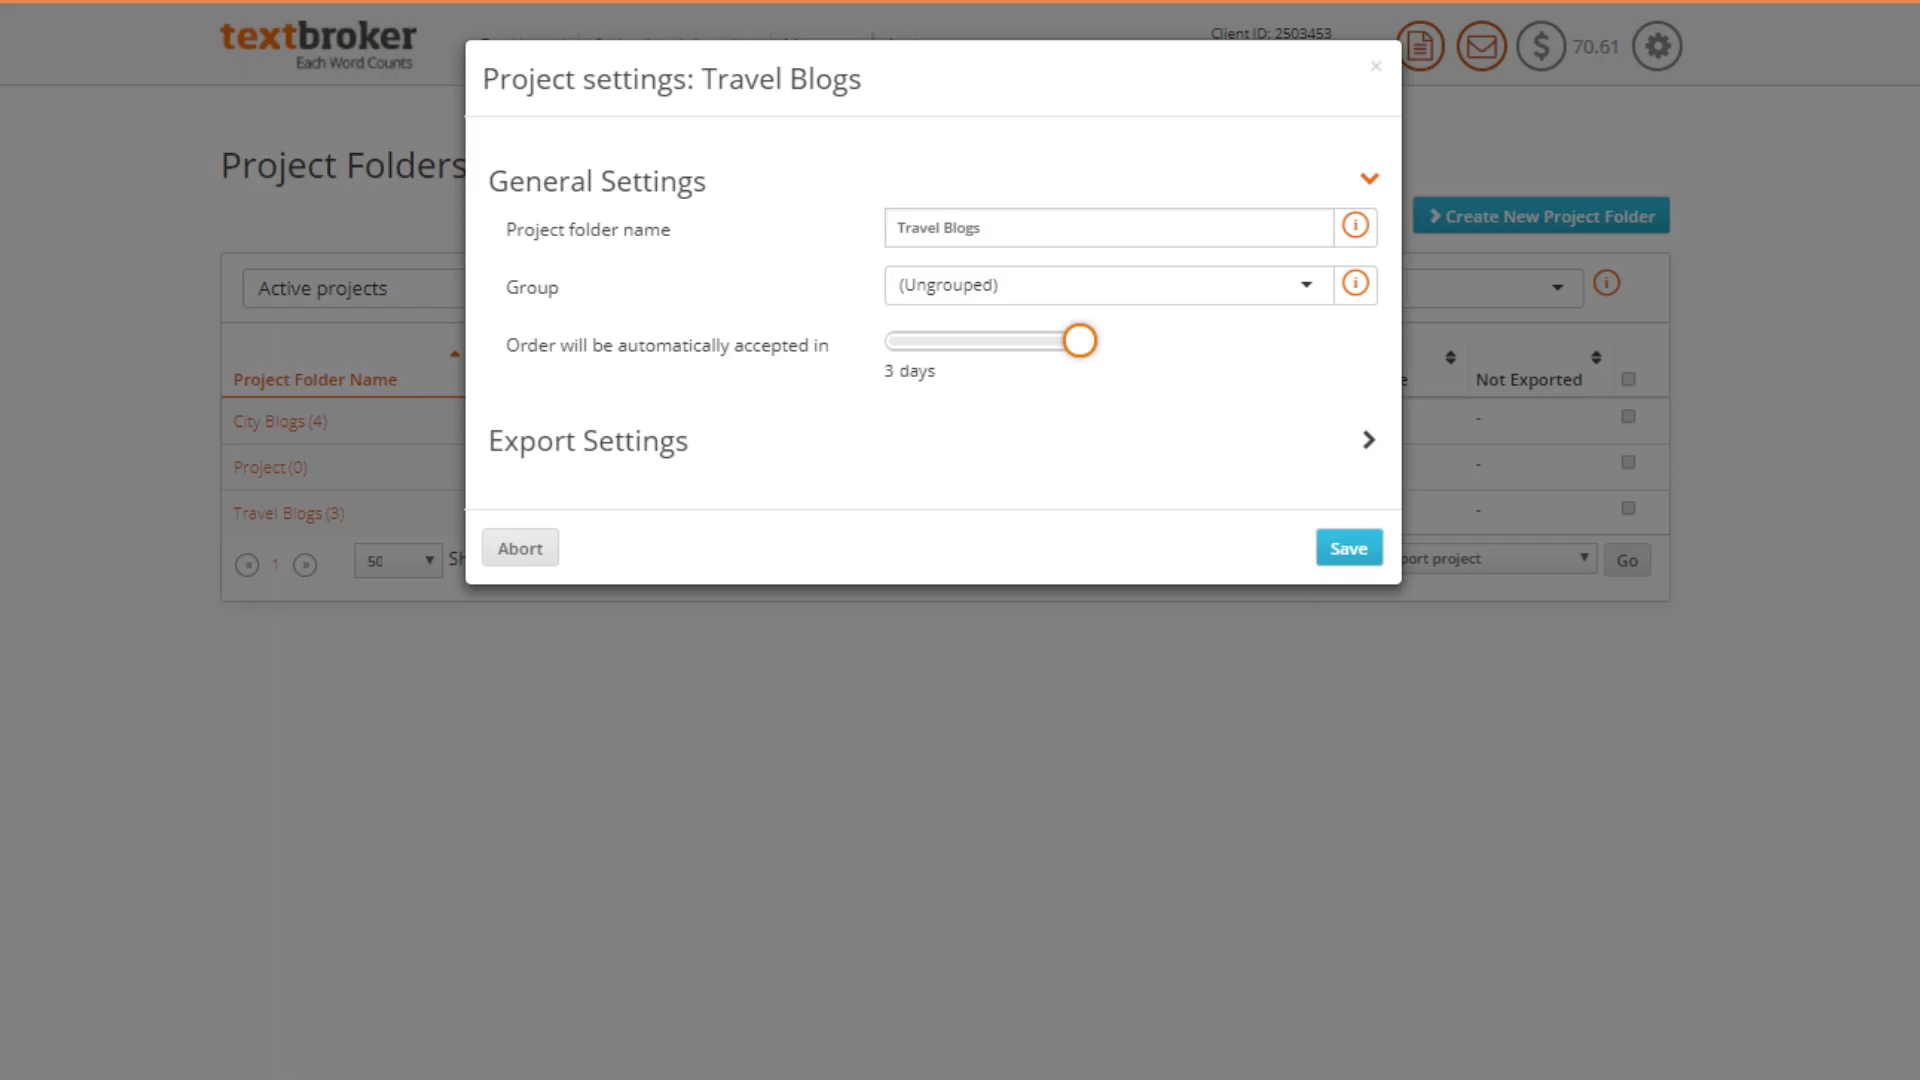 textbroker
Each Word Counts
Client ID: 2503453
70.61
Project settings: Travel Blogs
×
Project Folders
General Settings
Project folder name
Travel Blogs
Create New Project Folder
Group
(Ungrouped)
Active projects
Order will be automatically accepted in
3 days
Project Folder Name
Not Exported
City Blogs (4)
-
Export Settings
Project (0)
-
Travel Blogs (3)
-
Abort
Save
1
50
port project
Go